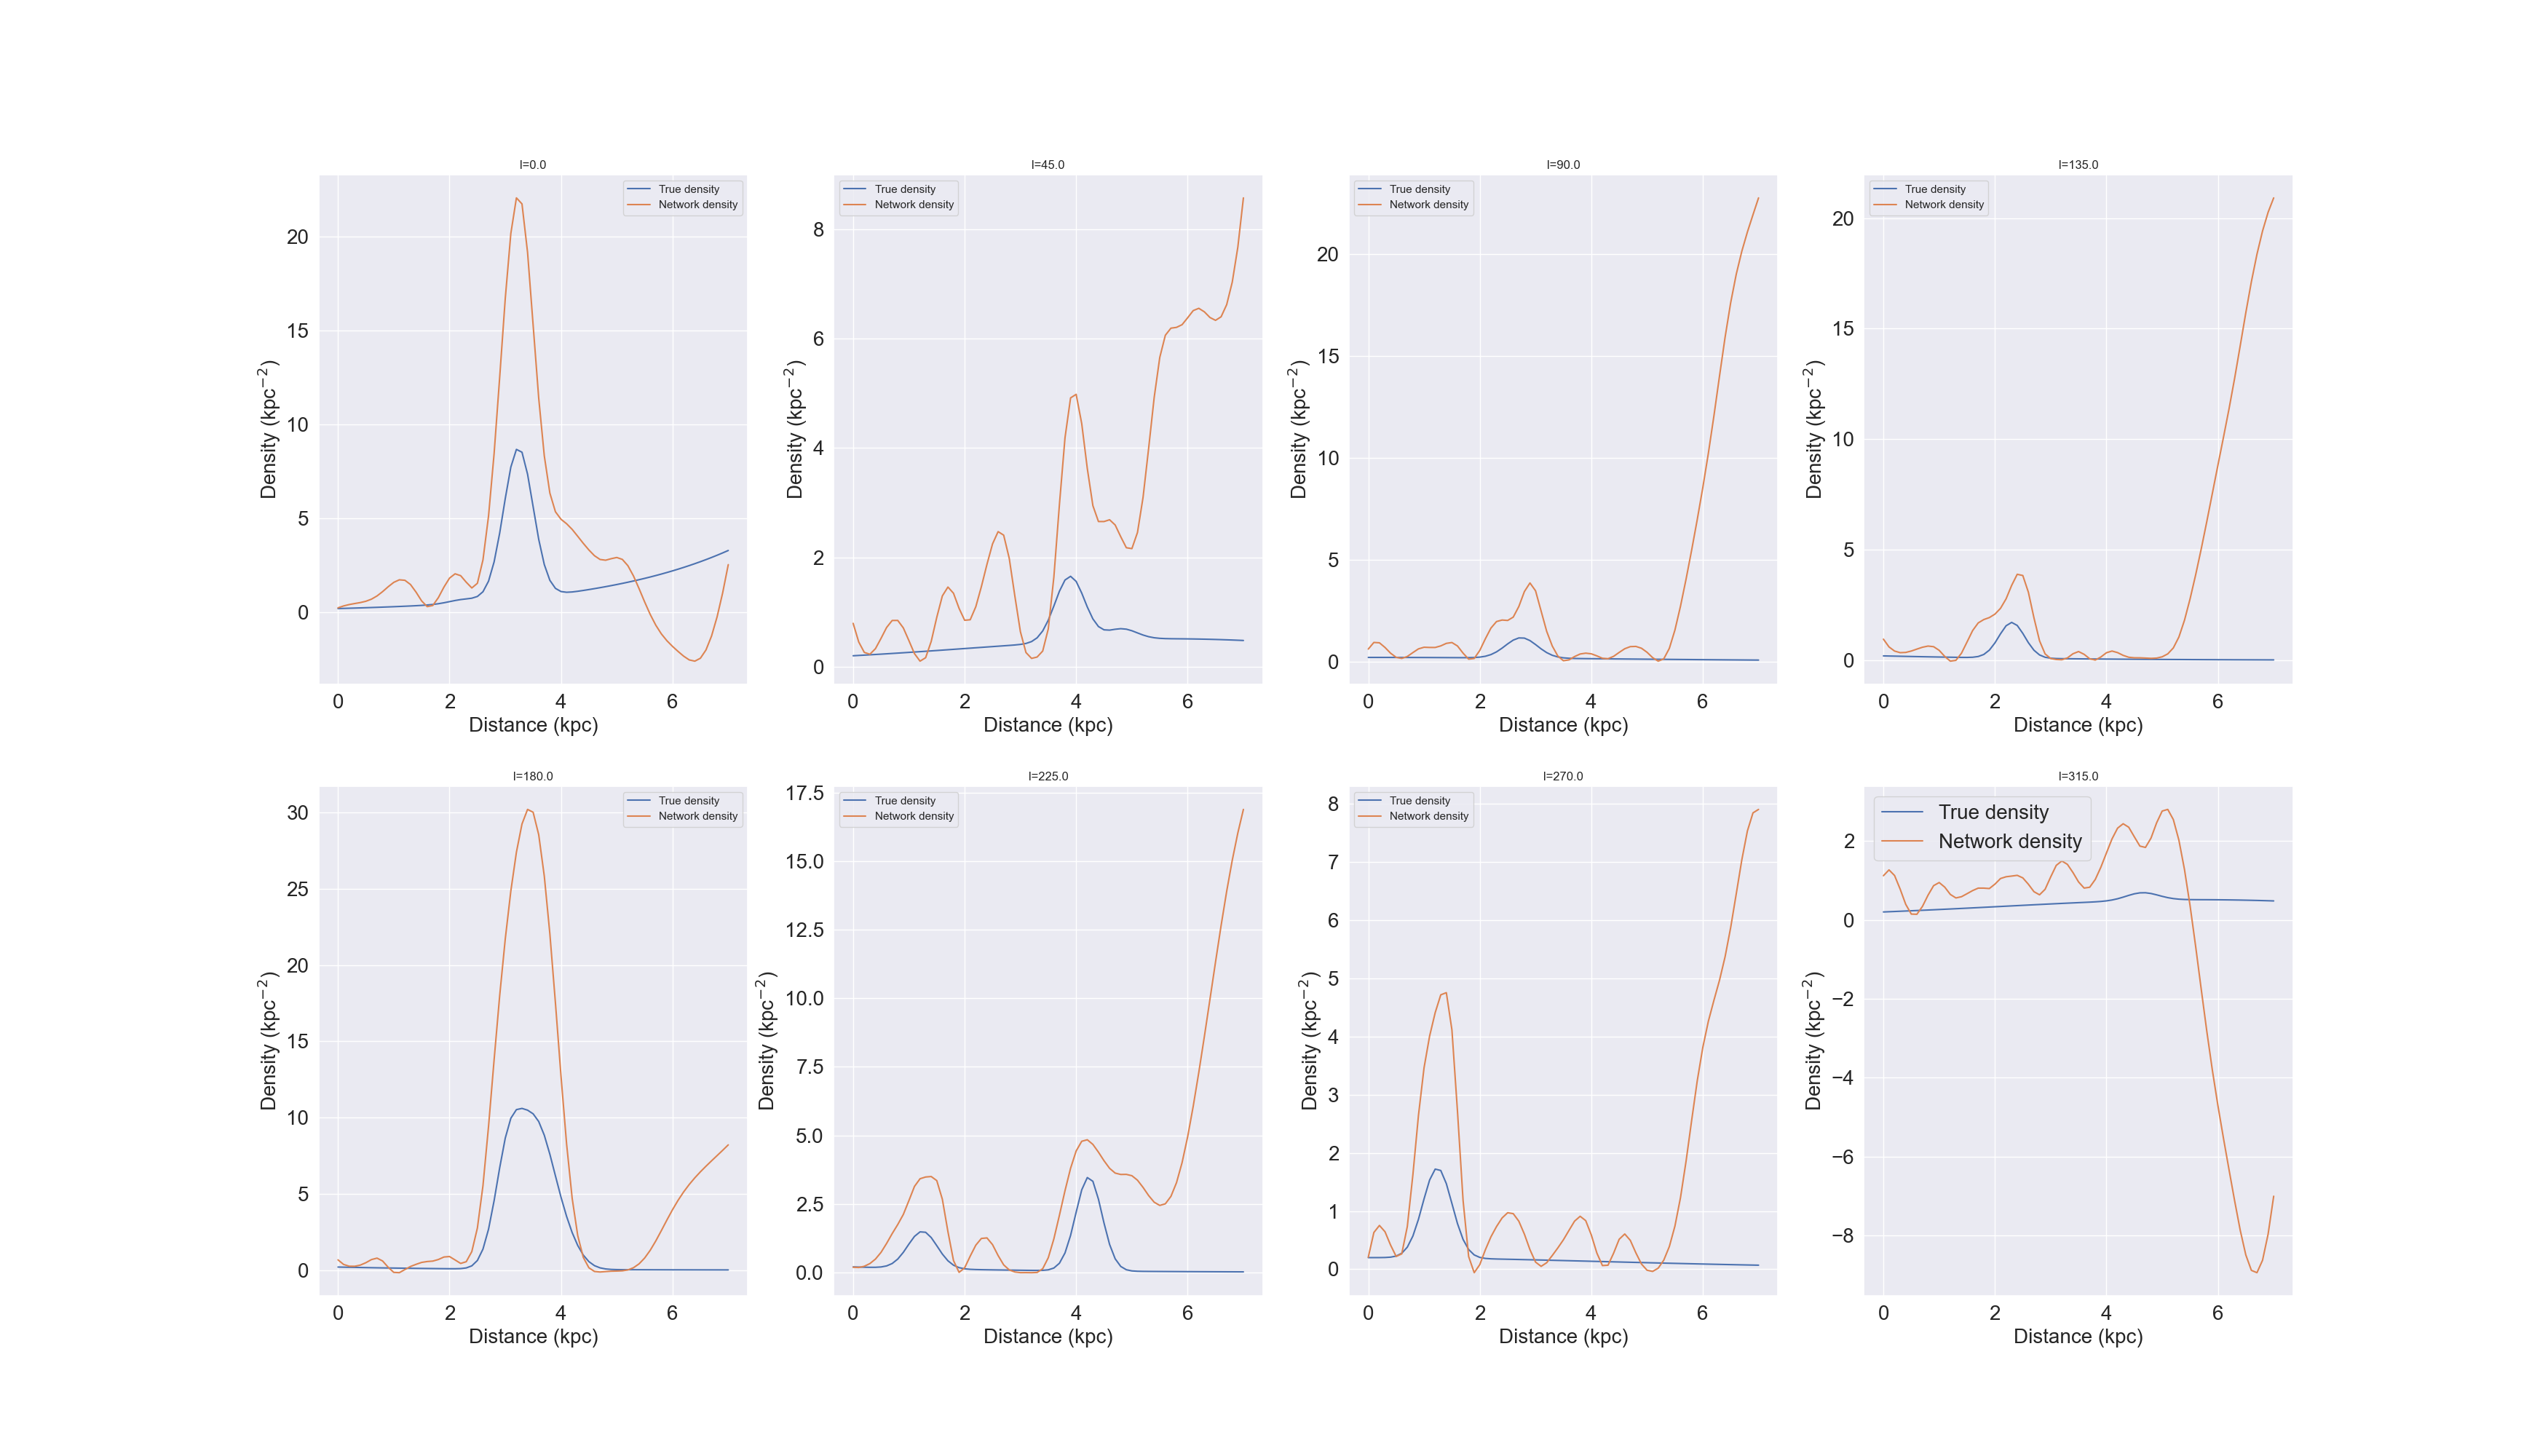 l=0.0
True density
Network density
20
15
10
5
0
Density (kpc⁻²)
0 2 4 6
Distance (kpc)
l=45.0
True density
Network density
8
6
4
2
0
Density (kpc⁻²)
0 2 4 6
Distance (kpc)
l=90.0
True density
Network density
20
15
10
5
0
Density (kpc⁻²)
0 2 4 6
Distance (kpc)
l=135.0
True density
Network density
20
15
10
5
0
Density (kpc⁻²)
0 2 4 6
Distance (kpc)
l=180.0
True density
Network density
30
25
20
15
10
5
0
Density (kpc⁻²)
0 2 4 6
Distance (kpc)
l=225.0
True density
Network density
17.5
15.0
12.5
10.0
7.5
5.0
2.5
0.0
Density (kpc⁻²)
0 2 4 6
Distance (kpc)
l=270.0
True density
Network density
8
7
6
5
4
3
2
1
0
Density (kpc⁻²)
0 2 4 6
Distance (kpc)
l=315.0
True density
Network density
2
0
−2
−4
−6
−8
Density (kpc⁻²)
0 2 4 6
Distance (kpc)